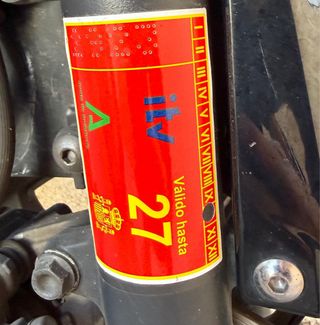 itv
Válido hasta
27
I II III IV V VI VII VIII IX XI XII